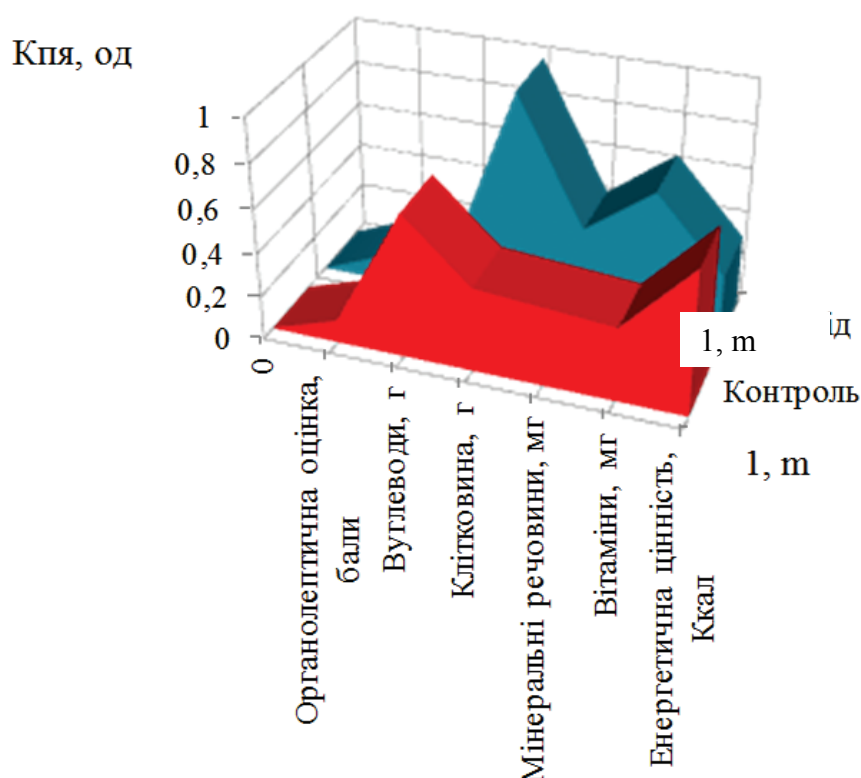 Кпя, од
1
0,8
0,6
0,4
0,2
0
0
Органолептична оцінка,
бали
Вуглеводи, г
Клітковина, г
Мінеральні речовини, мг
Вітаміни, мг
Енергетична цінність,
Ккал
1, m
Контроль
1, m